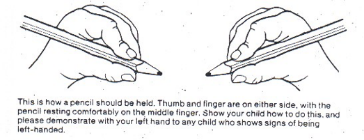 This is how a pencil should be held. Thumb and finger are on either side, with the
pencil resting comfortably on the middle finger. Show your child how to do this, and
please demonstrate with your left hand to any child who shows signs of being
left-handed.